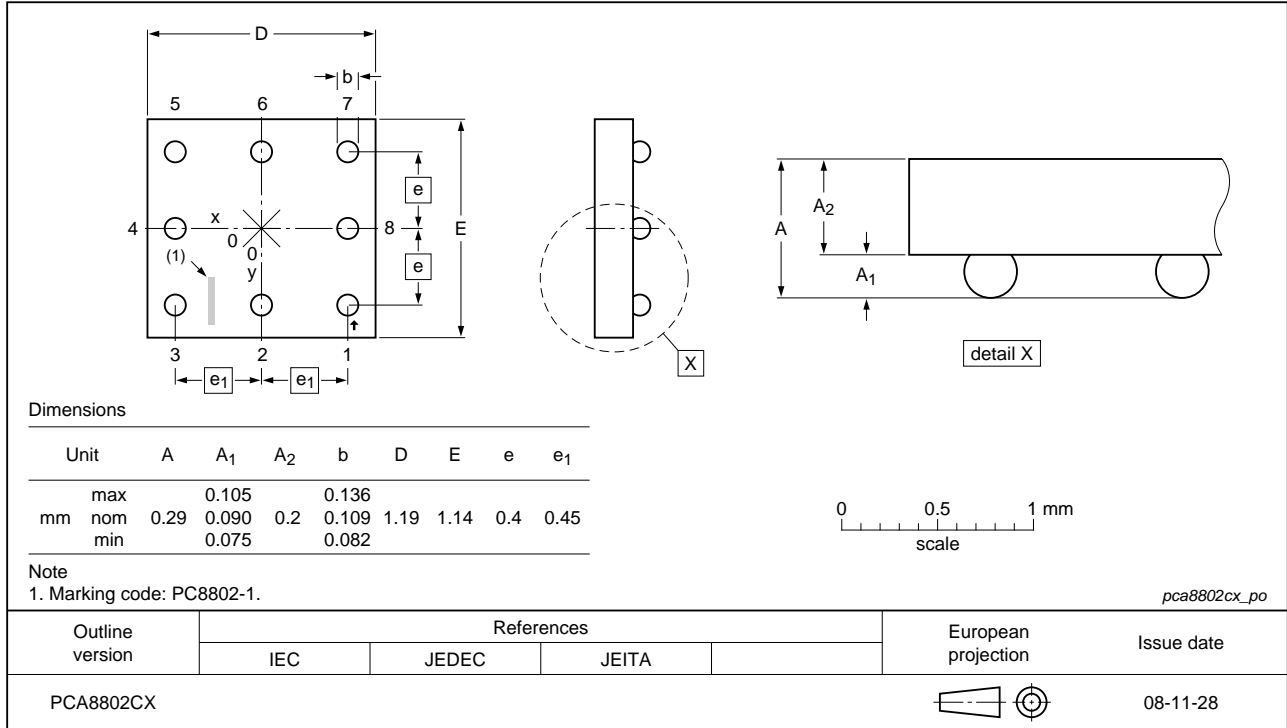 D
b
5 6 7
e
A
A2
A1
x
4 0 8 E
0
(1)
y
e
3 2 1
e1 e1
X
detail X
Dimensions
Unit A A1 A2 b D E e e1
max 0.105 0.136
mm nom 0.29 0.090 0.2 0.109 1.19 1.14 0.4 0.45
min 0.075 0.082
0 0.5 1 mm
scale
Note
1. Marking code: PC8802-1.
pca8802cx_po
Outline version References European projection Issue date
IEC JEDEC JEITA
PCA8802CX 08-11-28